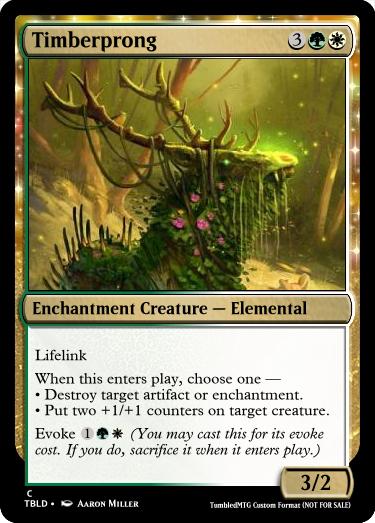 Timberprong 3
Enchantment Creature — Elemental
Lifelink
When this enters play, choose one —
• Destroy target artifact or enchantment.
• Put two +1/+1 counters on target creature.
Evoke 1 (You may cast this for its evoke
cost. If you do, sacrifice it when it enters play.)
3/2
C
TBLD • Aaron Miller
TumbledMTG Custom Format (NOT FOR SALE)